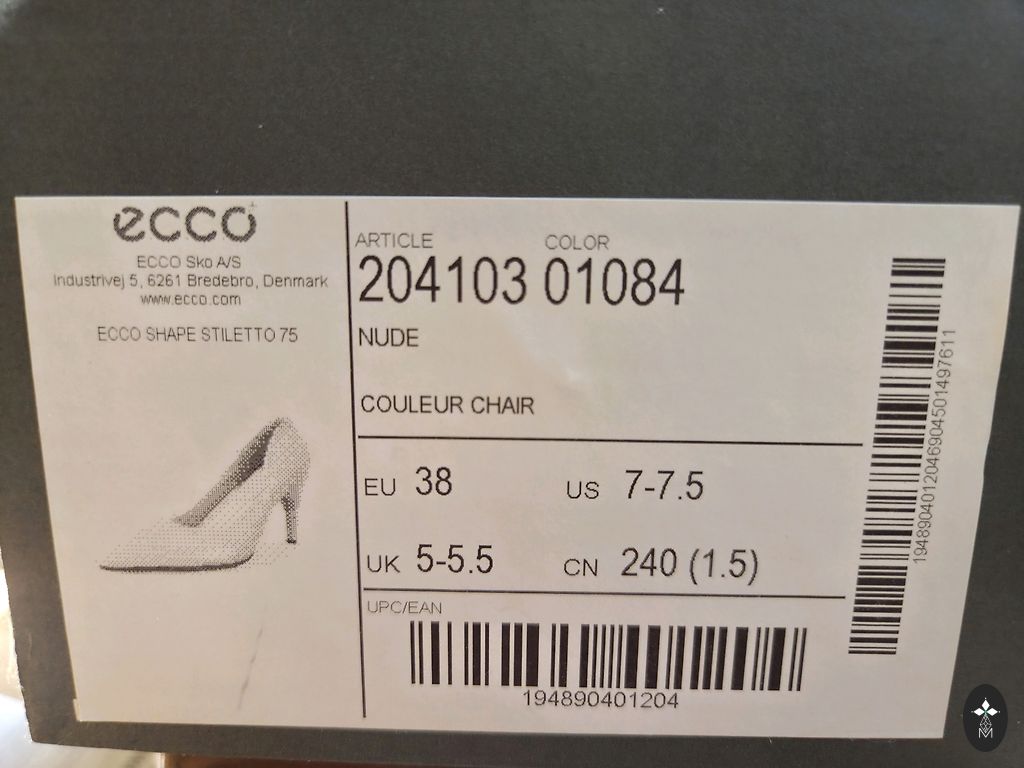 ecco
ECCO Sko A/S
Industrivej 5, 6261 Bredebro, Denmark
www.ecco.com
ECCO SHAPE STILETTO 75
ARTICLE COLOR
204103 01084
NUDE
COULEUR CHAIR
EU 38 US 7-7.5
UK 5-5.5 CN 240 (1.5)
UPC/EAN
194890401204
1948904012046904501497611
M